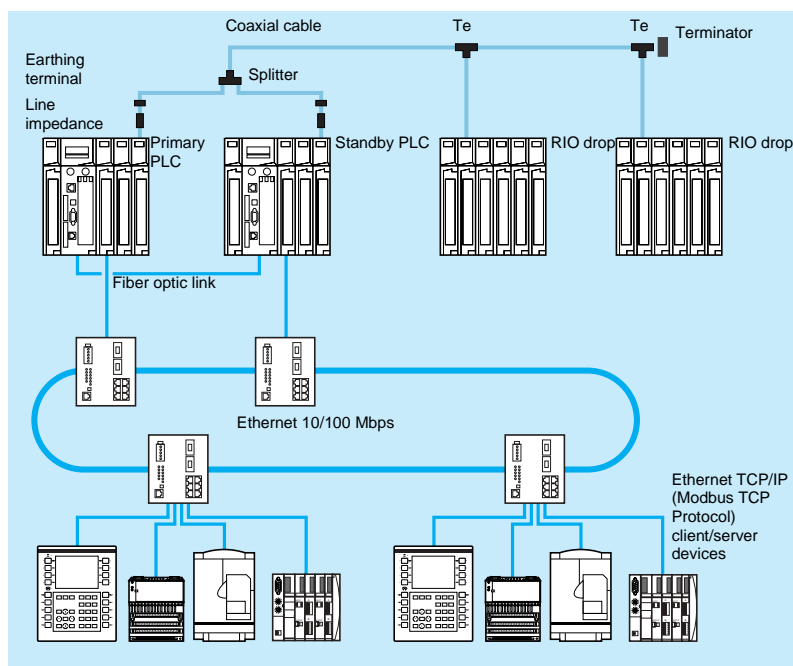 Coaxial cable
Te
Te
Terminator
Earthing
terminal
Splitter
Line
impedance
Primary
PLC
Standby PLC
RIO drop
RIO drop
Fiber optic link
Ethernet 10/100 Mbps
Ethernet TCP/IP
(Modbus TCP
Protocol)
client/server
devices